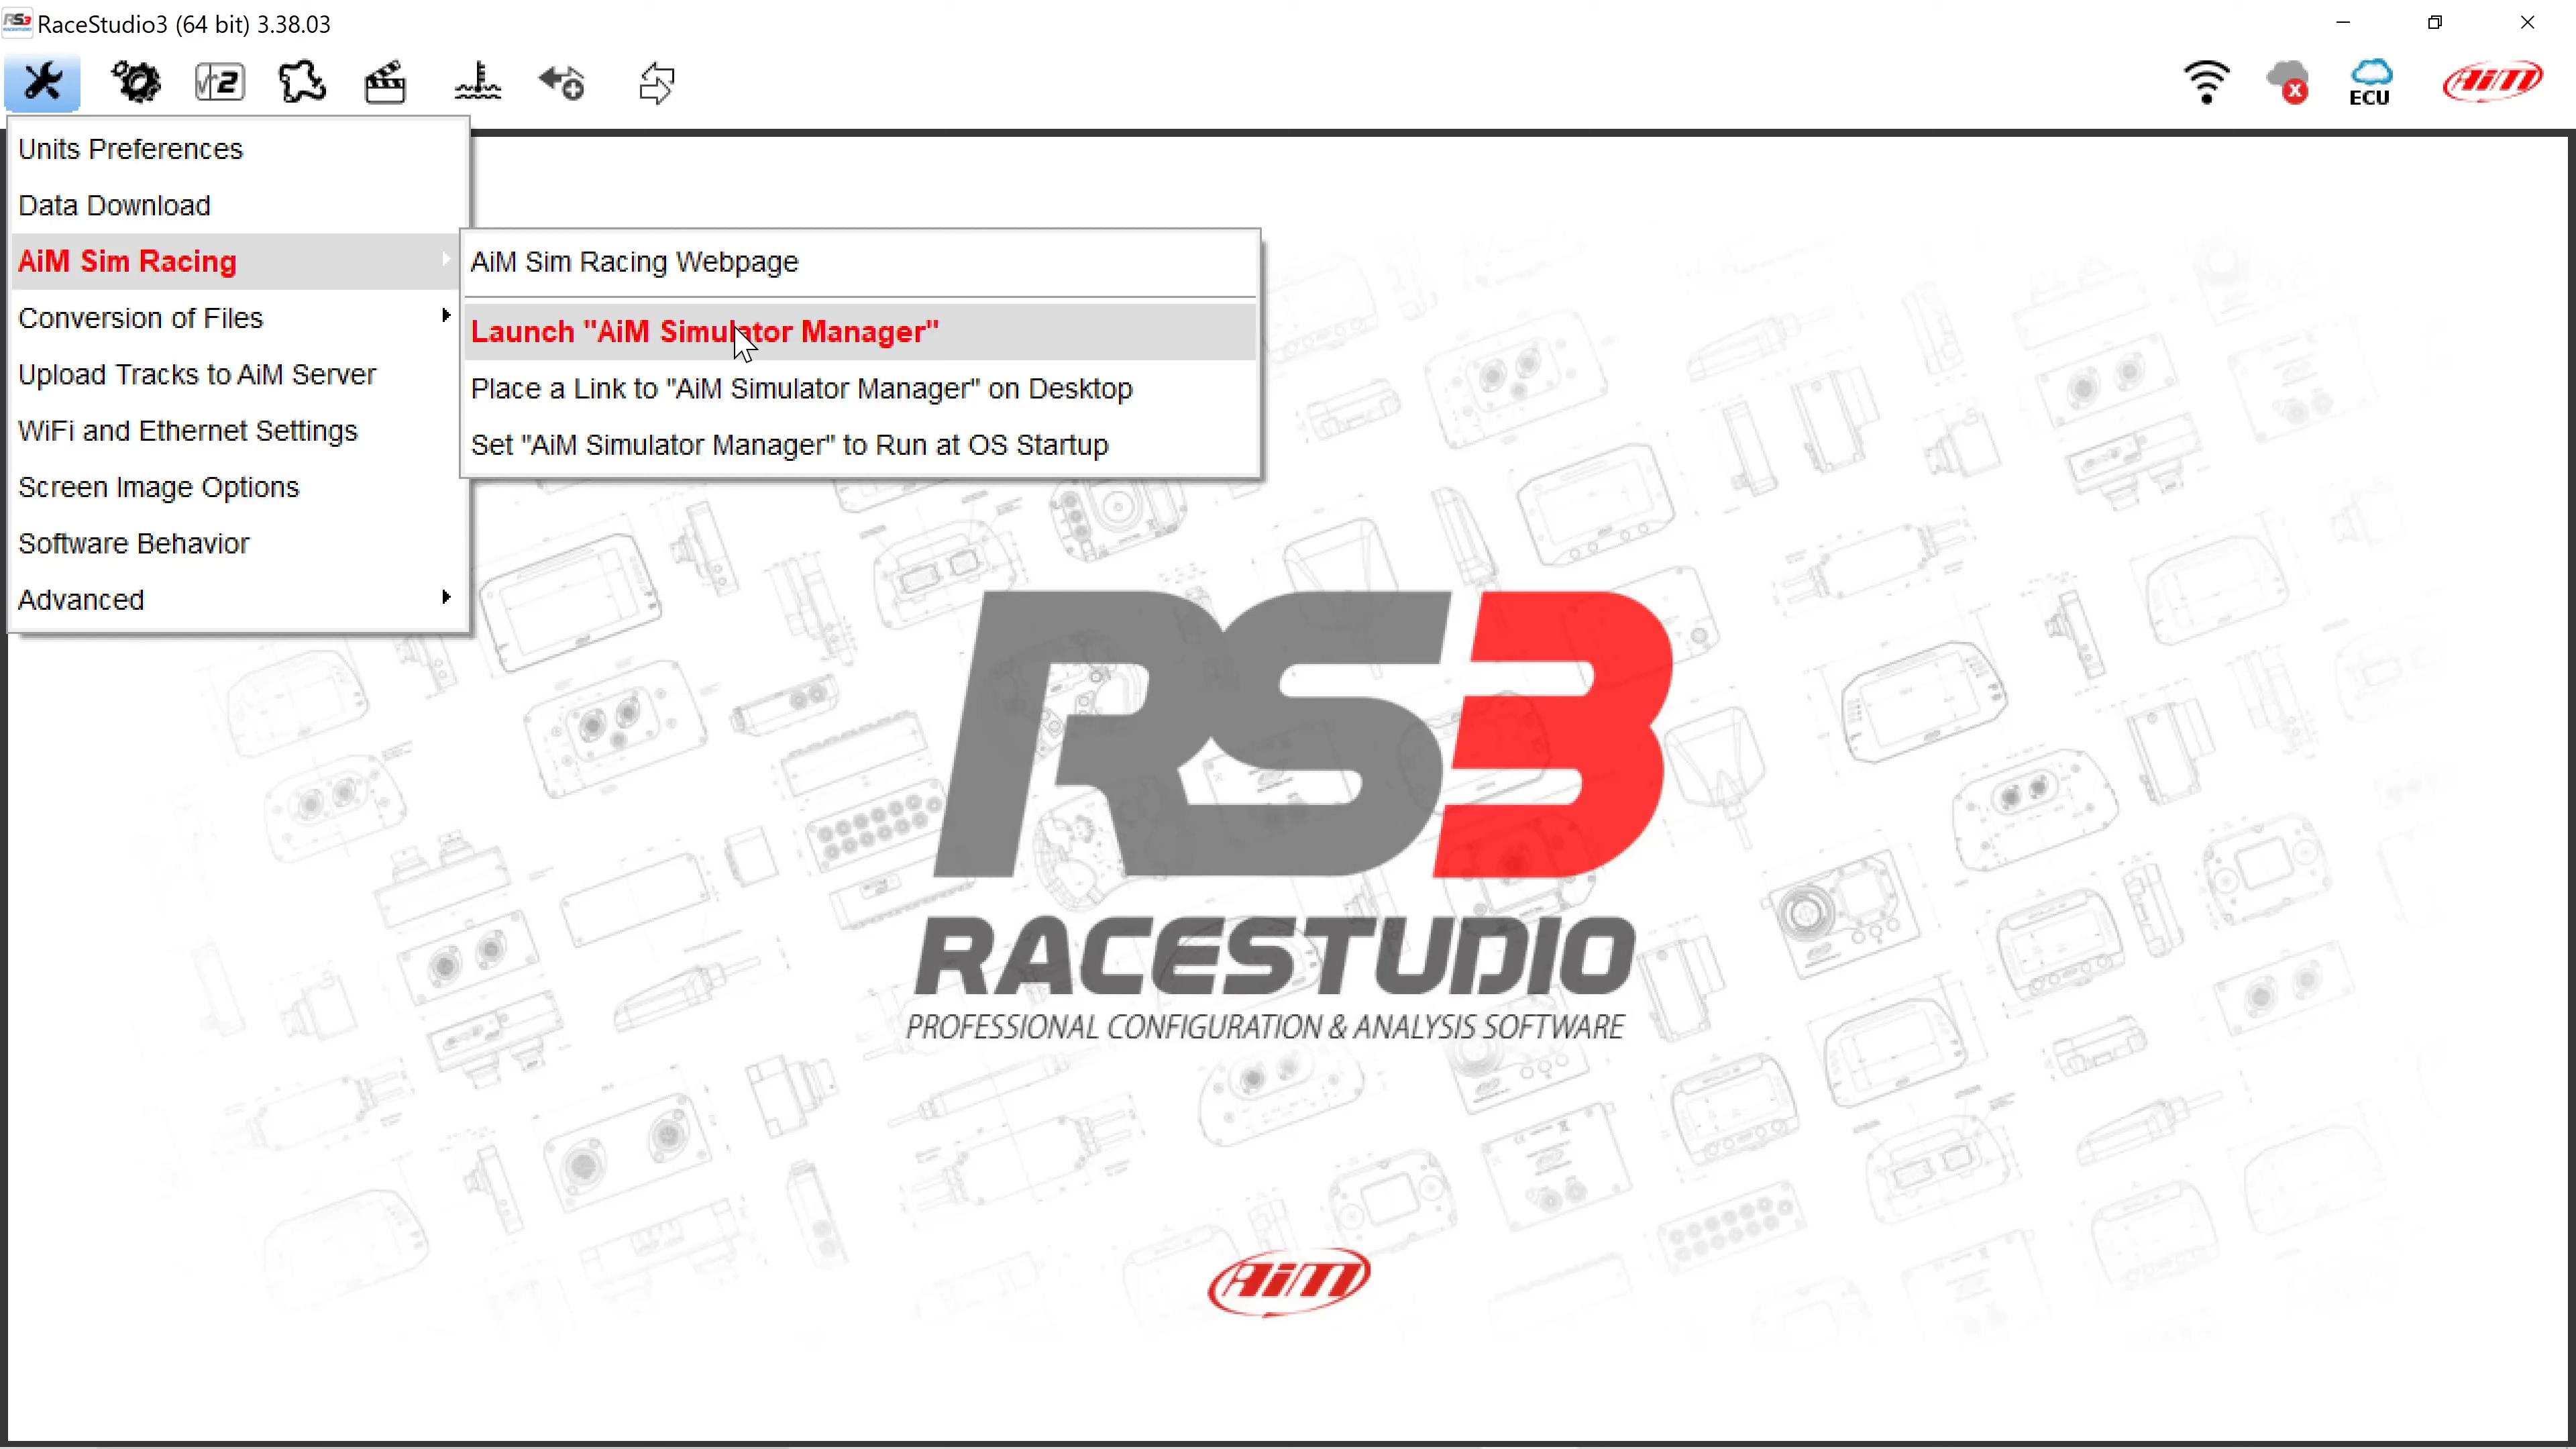 RaceStudio3 (64 bit) 3.38.03
ECU
AiM
Units Preferences
Data Download
AiM Sim Racing
Conversion of Files
Upload Tracks to AiM Server
WiFi and Ethernet Settings
Screen Image Options
Software Behavior
Advanced
AiM Sim Racing Webpage
Launch "AiM Simulator Manager"
Place a Link to "AiM Simulator Manager" on Desktop
Set "AiM Simulator Manager" to Run at OS Startup
RS3
RACESTUDIO
PROFESSIONAL CONFIGURATION & ANALYSIS SOFTWARE
AiM